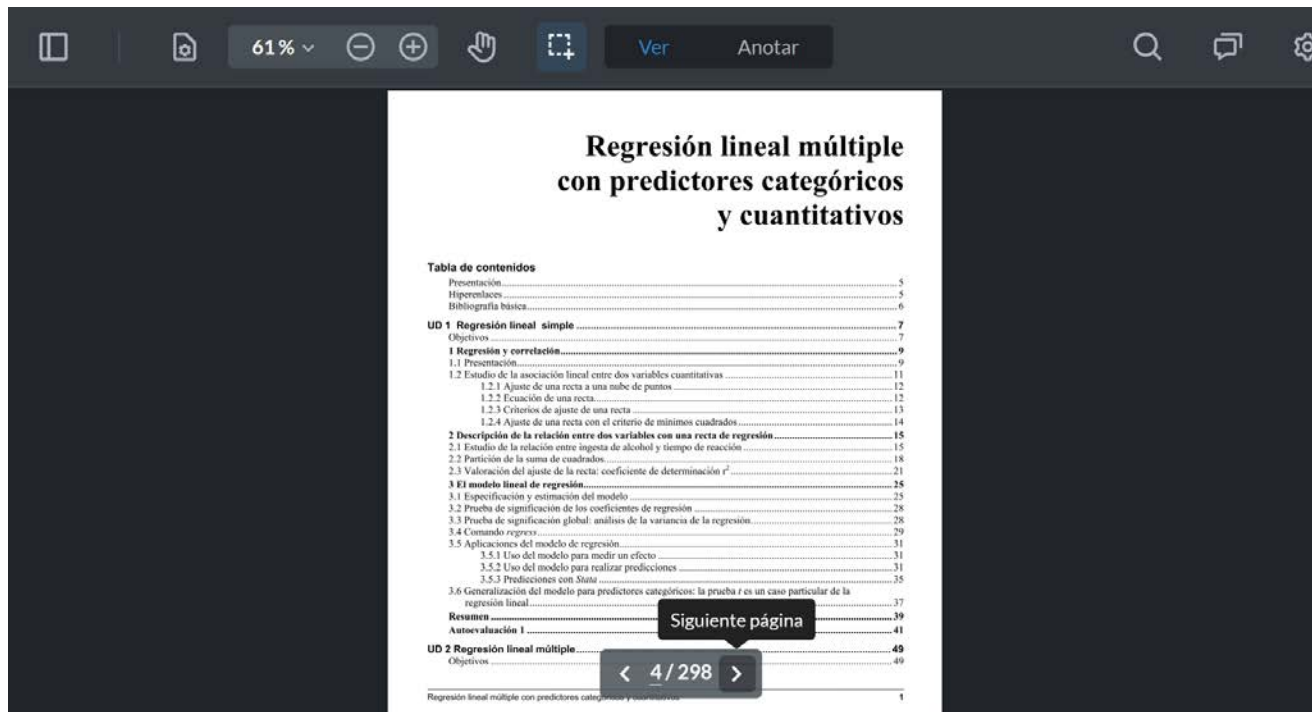 61%
Ver
Anotar
Regresión lineal múltiple
con predictores categóricos
y cuantitativos
Tabla de contenidos
Presentación 5
Hiperenlaces 5
Bibliografía básica 6
UD 1 Regresión lineal simple 7
Objetivos 7
1 Regresión y correlación 9
1.1 Presentación 9
1.2 Estudio de la asociación lineal entre dos variables cuantitativas 11
1.2.1 Ajuste de una recta a una nube de puntos 12
1.2.2 Ecuación de una recta 12
1.2.3 Criterios de ajuste de una recta 13
1.2.4 Ajuste de una recta con el criterio de mínimos cuadrados 14
2 Descripción de la relación entre dos variables con una recta de regresión 15
2.1 Estudio de la relación entre ingesta de alcohol y tiempo de reacción 15
2.2 Partición de la suma de cuadrados 18
2.3 Valoración del ajuste de la recta: coeficiente de determinación r² 21
3 El modelo lineal de regresión 25
3.1 Especificación y estimación del modelo 25
3.2 Prueba de significación de los coeficientes de regresión 28
3.3 Prueba de significación global: análisis de la variancia de la regresión 28
3.4 Comando regress 29
3.5 Aplicaciones del modelo de regresión 31
3.5.1 Uso del modelo para medir un efecto 31
3.5.2 Uso del modelo para realizar predicciones 31
3.5.3 Predicciones con Stata 35
3.6 Generalización del modelo para predictores categóricos: la prueba t es un caso particular de la
regresión lineal 37
Resumen 39
Autoevaluación 1 41
UD 2 Regresión lineal múltiple 49
Objetivos 49
Siguiente página
4/298
Regresión lineal múltiple con predictores 1